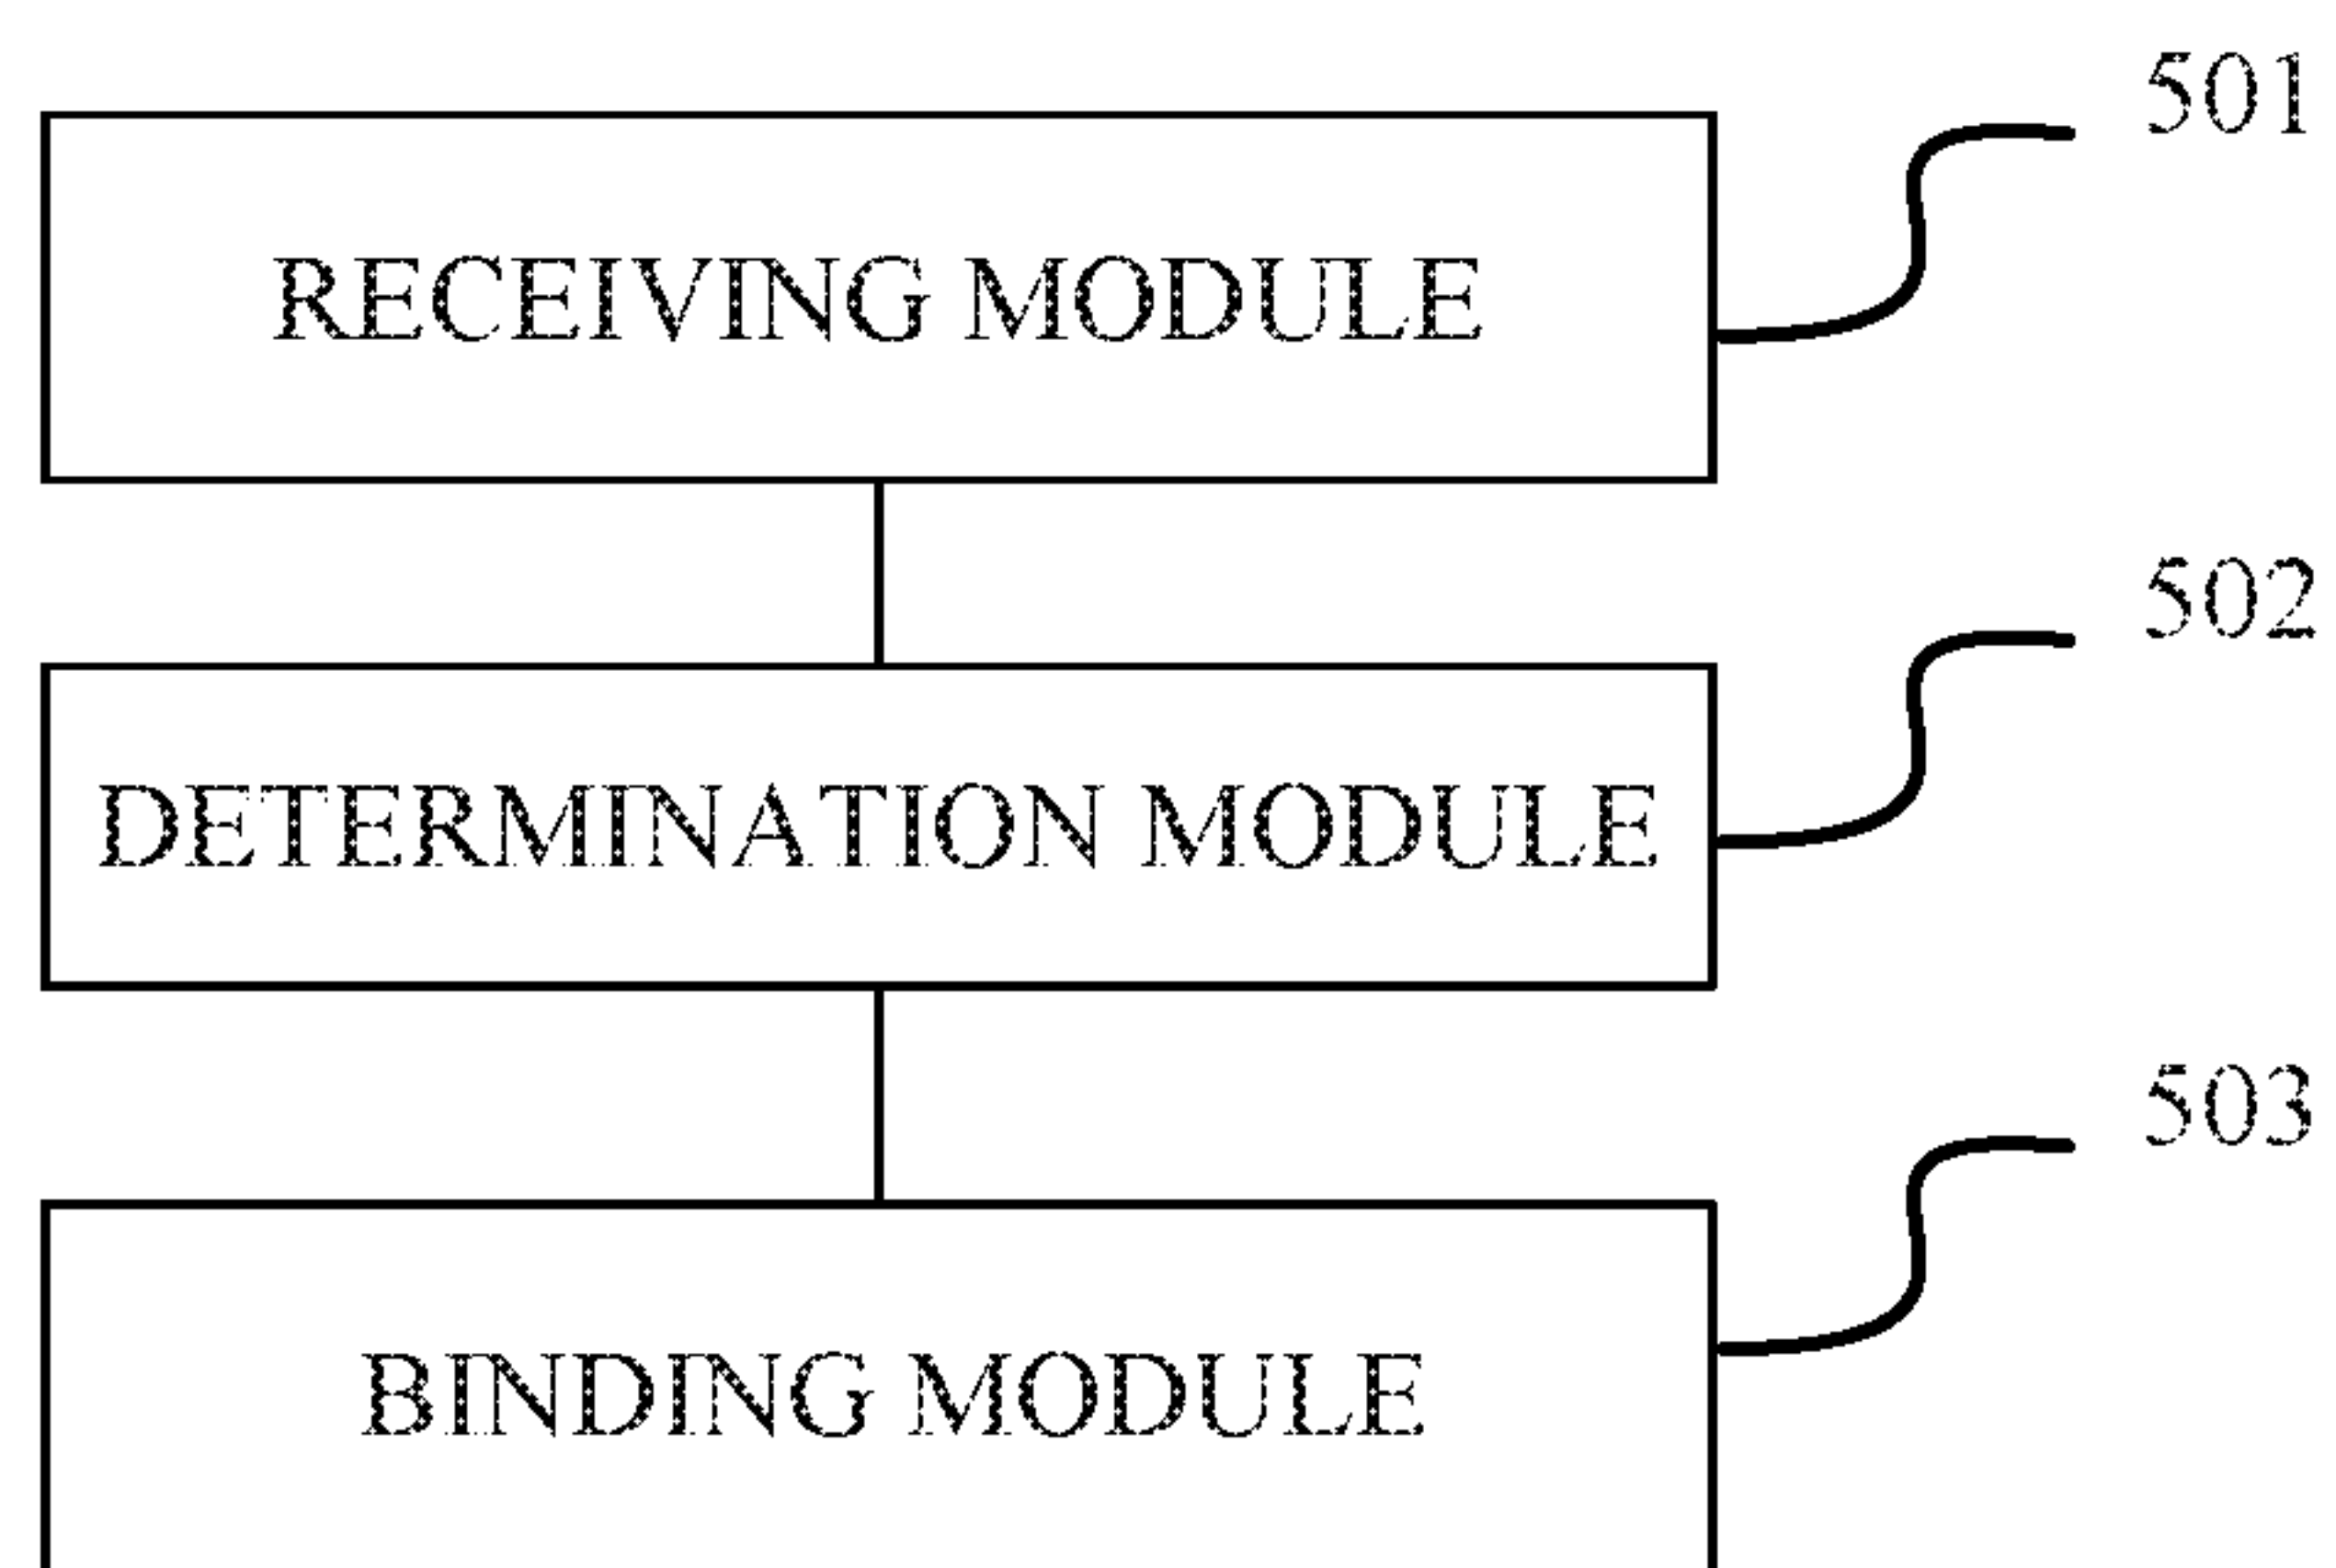 501
RECEIVING MODULE
502
DETERMINATION MODULE
503
BINDING MODULE